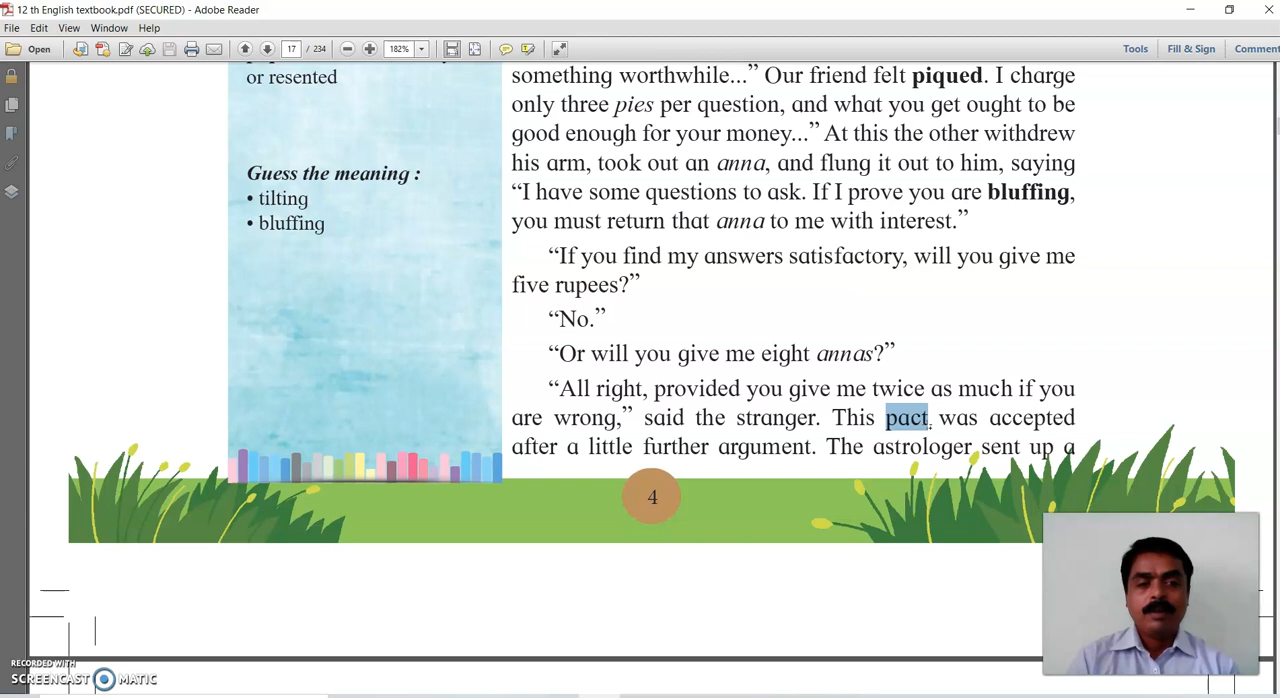 12 th English textbook.pdf (SECURED) - Adobe Reader
File Edit View Window Help
Open 17 / 234 182% Tools Fill & Sign Comment
or resented
Guess the meaning :
• tilting
• bluffing
something worthwhile...” Our friend felt piqued. I charge
only three pies per question, and what you get ought to be
good enough for your money...” At this the other withdrew
his arm, took out an anna, and flung it out to him, saying
“I have some questions to ask. If I prove you are bluffing,
you must return that anna to me with interest.”
“If you find my answers satisfactory, will you give me
five rupees?”
“No.”
“Or will you give me eight annas?”
“All right, provided you give me twice as much if you
are wrong,” said the stranger. This pact was accepted
after a little further argument. The astrologer sent up a
4
RECORDED WITH
SCREENCAST MATIC